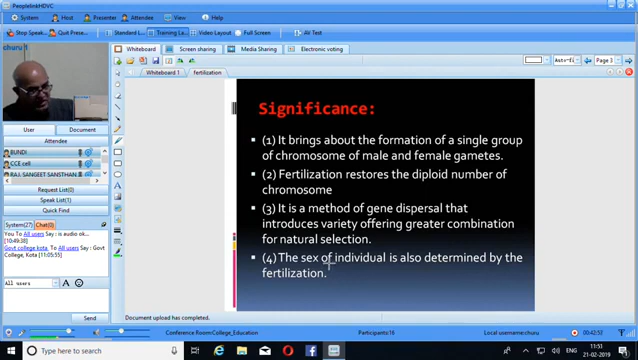 PeoplelinkHDVC
System Host Presenter Attendee View Help
Stop Speak... Quit Prese... Standard L... Training La... Video Layout Full Screen AV Test
churu 1
Whiteboard Screen sharing Media Sharing Electronic voting
Auto-fi Page 3
Whiteboard 1 fertilization
Significance:
(1) It brings about the formation of a single group
of chromosome of male and female gametes.
(2) Fertilization restores the diploid number of
chromosome
(3) It is a method of gene dispersal that
introduces variety offering greater combination
for natural selection.
(4) The sex of individual is also determined by the
fertilization.
User Document
Attendee
BUNDI
CCE cell
RAJ. SANGEET SANSTHAN
Request List(0)
Speak List(1)
Quick Find
System(27) Chat(0)
You To All users say: is audio ok..
[10:49:38]
Govt college kota To All users say : Govt
College, Kota [11:05:55]
All users
Send
Document upload has completed.
Conference Room:College_Education Participants:16 Local username:churu 00:42:53
Type here to search
11:53
21-02-2019